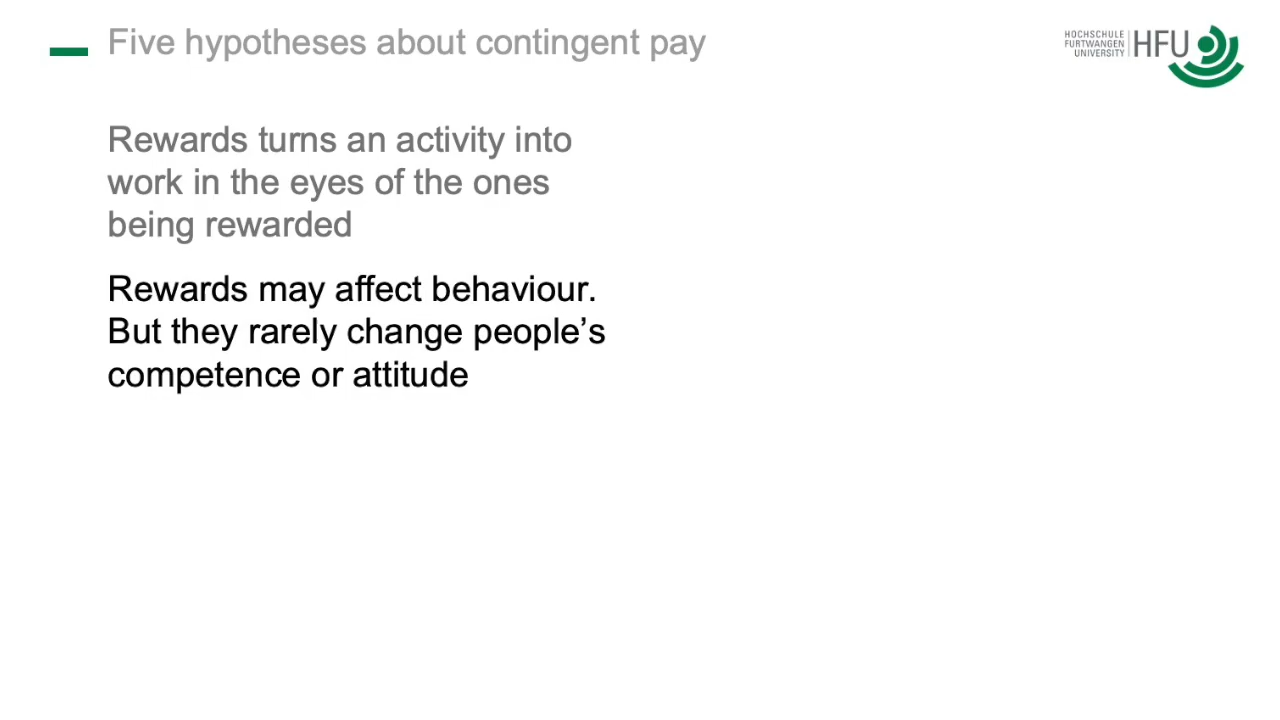 Five hypotheses about contingent pay
HOCHSCHULE
FURTWANGEN
UNIVERSITY
HFU
Rewards turns an activity into
work in the eyes of the ones
being rewarded
Rewards may affect behaviour.
But they rarely change people’s
competence or attitude